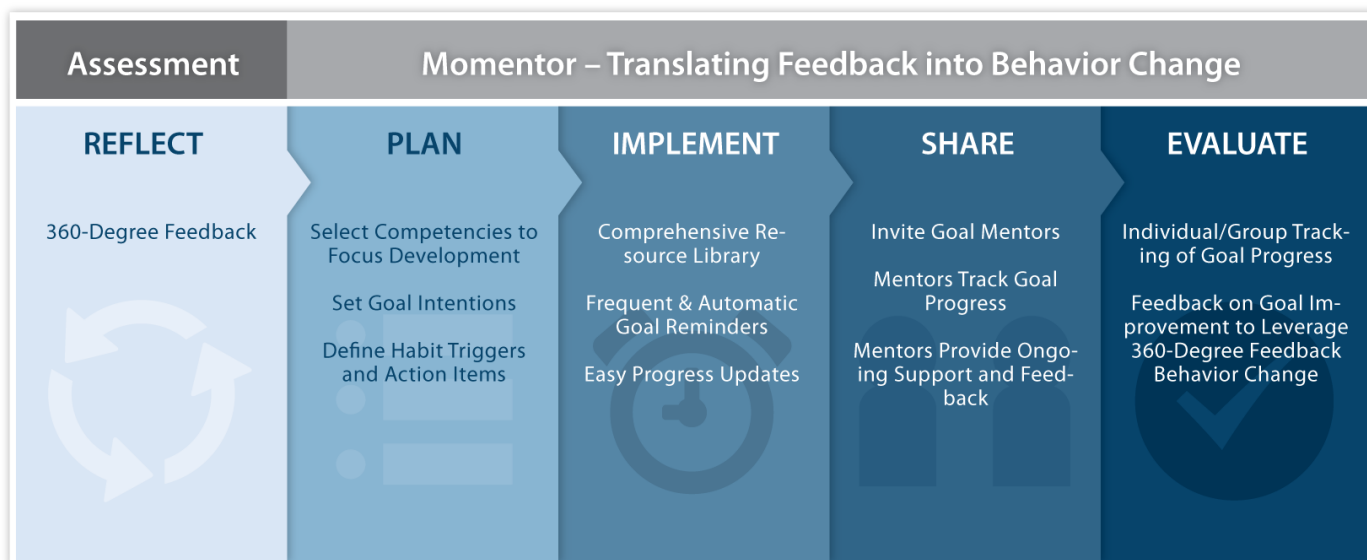 Assessment
Momentor – Translating Feedback into Behavior Change
REFLECT
360-Degree Feedback
PLAN
Select Competencies to
Focus Development
Set Goal Intentions
Define Habit Triggers
and Action Items
IMPLEMENT
Comprehensive Re-
source Library
Frequent & Automatic
Goal Reminders
Easy Progress Updates
SHARE
Invite Goal Mentors
Mentors Track Goal
Progress
Mentors Provide Ongo-
ing Support and Feed-
back
EVALUATE
Individual/Group Track-
ing of Goal Progress
Feedback on Goal Im-
provement to Leverage
360-Degree Feedback
Behavior Change